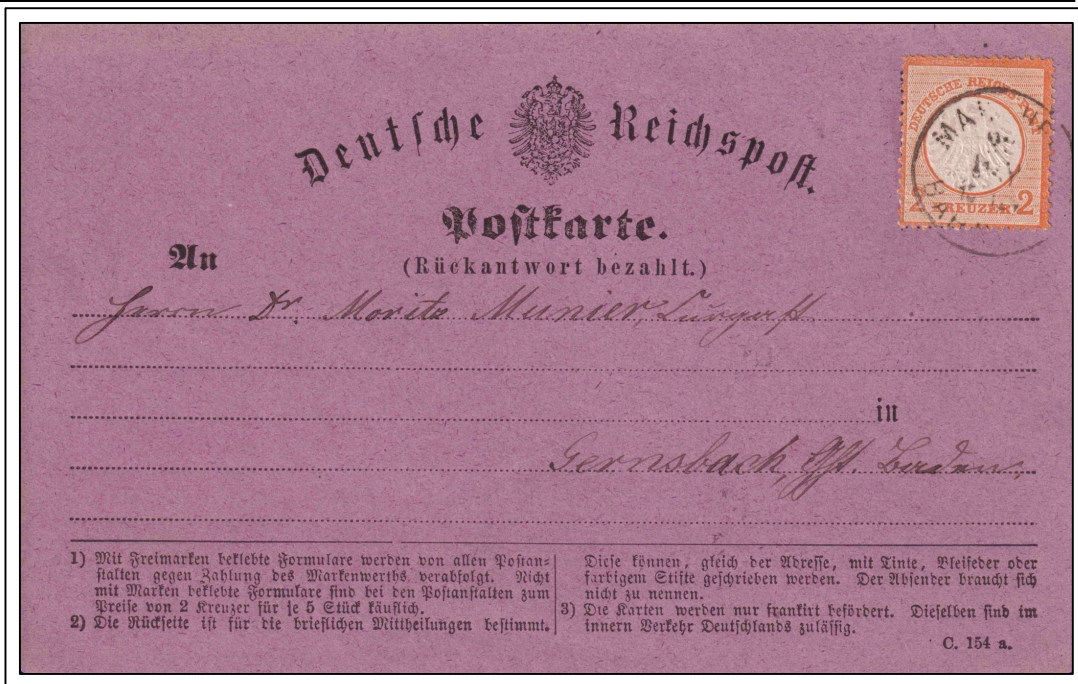 Deutsche Reichspost.
Postkarte.
(Rückantwort bezahlt.)
An
Herrn Dr. Moritz Munier,
in
Gernsbach, Baden.
DEUTSCHE REICHS-POST
2 KREUZER 2
MAI
BA
1) Mit Freimarken beklebte Formulare werden von allen Postan-
stalten gegen Zahlung des Markenwerths verabfolgt. Nicht
mit Marken beklebte Formulare sind bei den Postanstalten zum
Preise von 2 Kreuzer für je 5 Stück käuflich.
2) Die Rückseite ist für die brieflichen Mittheilungen bestimmt.
Diese können, gleich der Adresse, mit Tinte, Bleifeder oder
farbigem Stifte geschrieben werden. Der Absender braucht sich
nicht zu nennen.
3) Die Karten werden nur frankirt befördert. Dieselben sind im
innern Verkehr Deutschlands zulässig.
C. 154 a.